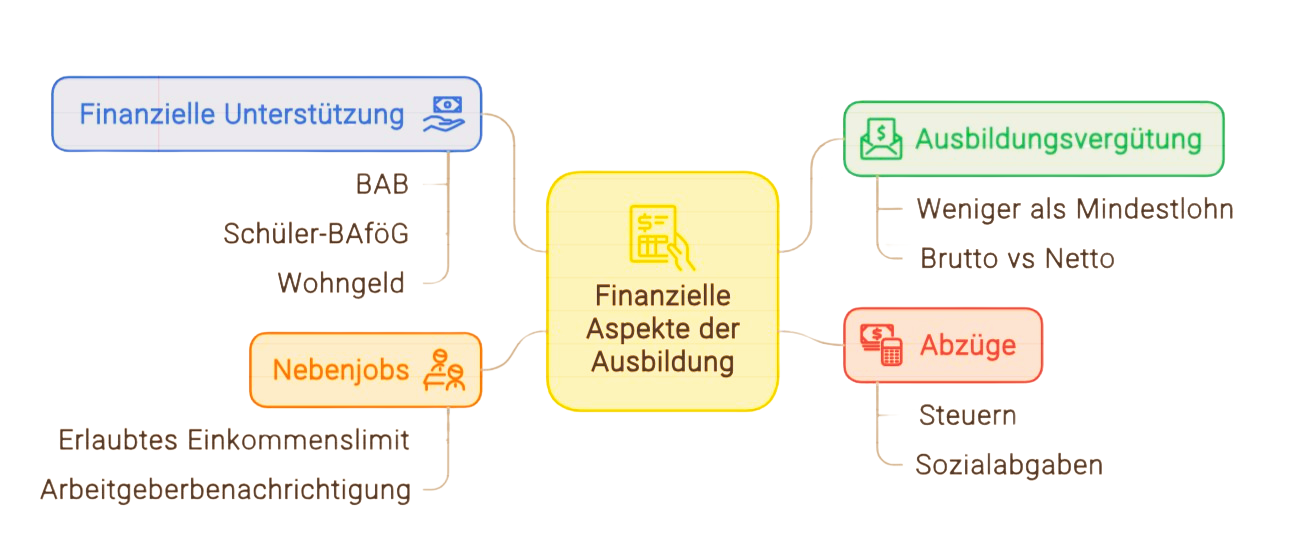 Finanzielle Unterstützung
BAB
Schüler-BAföG
Wohngeld
Nebenjobs
Erlaubtes Einkommenslimit
Arbeitgeberbenachrichtigung
Finanzielle
Aspekte der
Ausbildung
Ausbildungsvergütung
Weniger als Mindestlohn
Brutto vs Netto
Abzüge
Steuern
Sozialabgaben